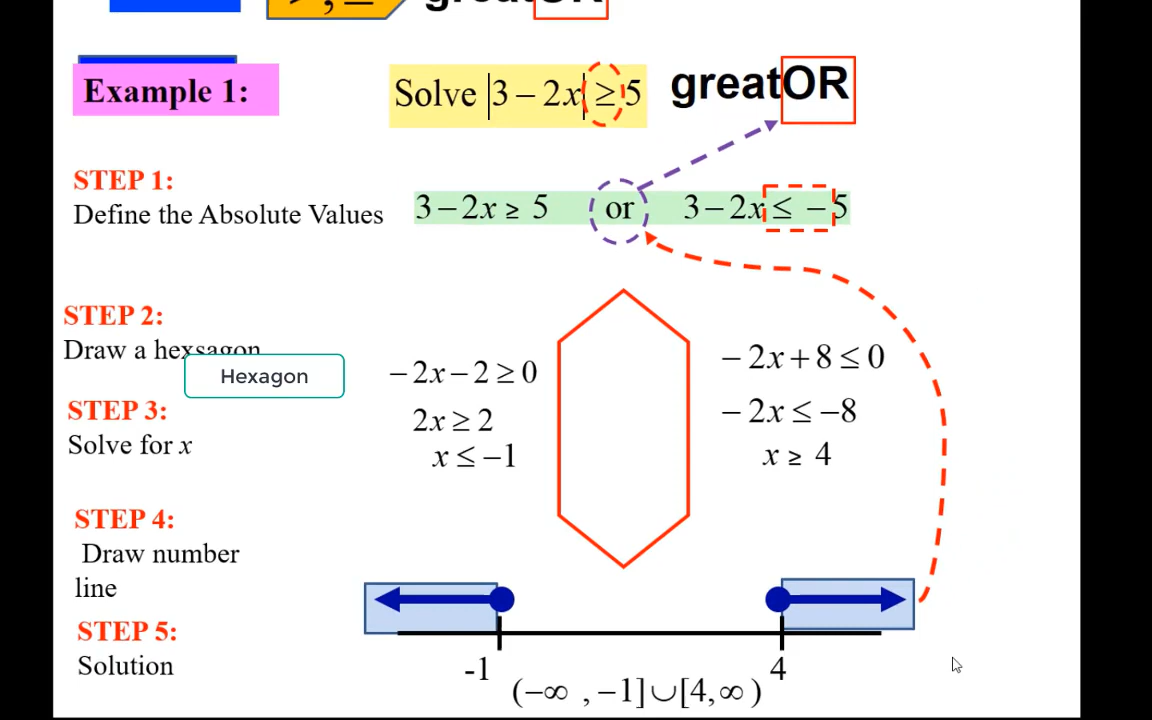 Example 1:
Solve |3 − 2x| ≥ 5
greatOR
STEP 1:
Define the Absolute Values
3 − 2x ≥ 5 or 3 − 2x ≤ −5
STEP 2:
Draw a hexsagon
Hexagon
−2x − 2 ≥ 0
−2x + 8 ≤ 0
STEP 3:
Solve for x
2x ≥ 2
−2x ≤ −8
x ≤ −1
x ≥ 4
STEP 4:
Draw number
line
STEP 5:
Solution
-1
4
(−∞ , −1] ∪ [4, ∞ )